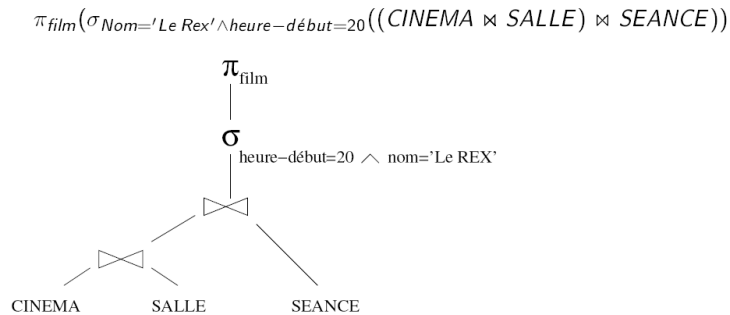 π_film(σ_Nom='Le Rex'∧heure−début=20((CINEMA ⋈ SALLE) ⋈ SEANCE))
π_film
σ
heure−début=20 ∧ nom='Le REX'
CINEMA SALLE SEANCE